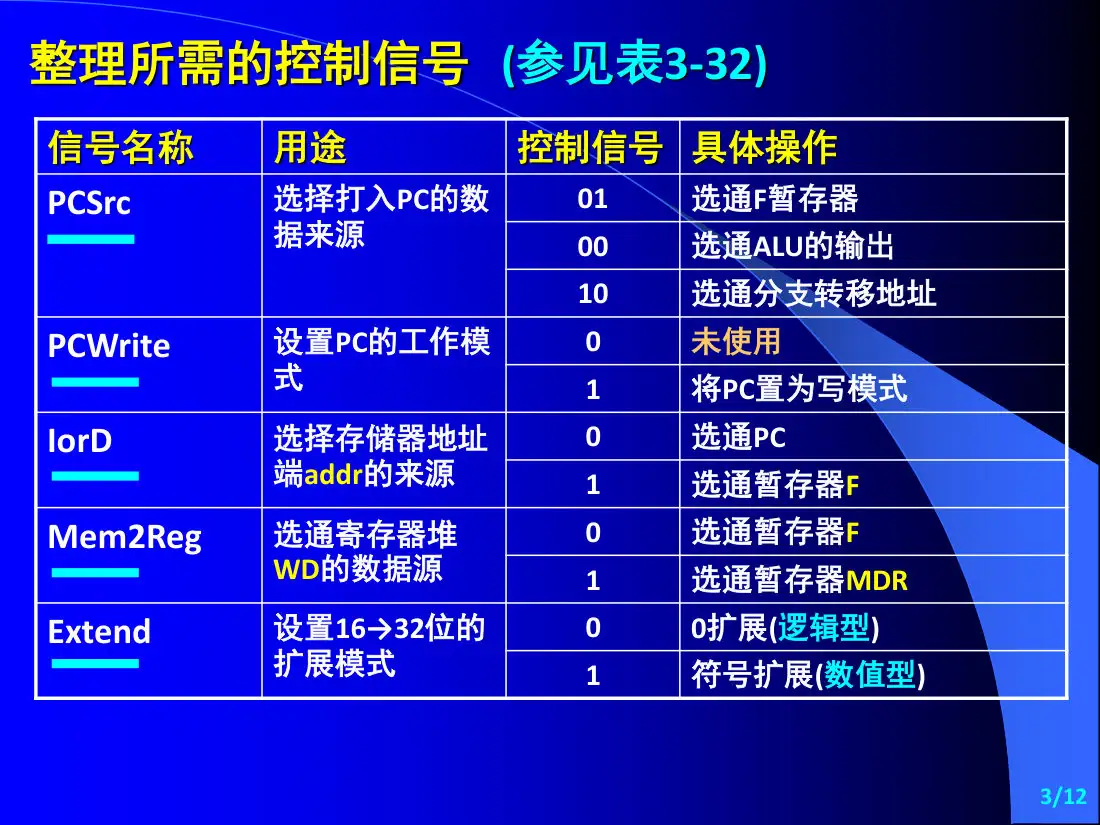 整理所需的控制信号 (参见表3-32)
信号名称 用途 控制信号 具体操作
PCSrc 选择打入PC的数 01 选通F暂存器
据来源 00 选通ALU的输出
10 选通分支转移地址
PCWrite 设置PC的工作模 0 未使用
式 1 将PC置为写模式
IorD 选择存储器地址 0 选通PC
端addr的来源 1 选通暂存器F
Mem2Reg 选通寄存器堆 0 选通暂存器F
WD的数据源 1 选通暂存器MDR
Extend 设置16→32位的 0 0扩展(逻辑型)
扩展模式 1 符号扩展(数值型)
3/12